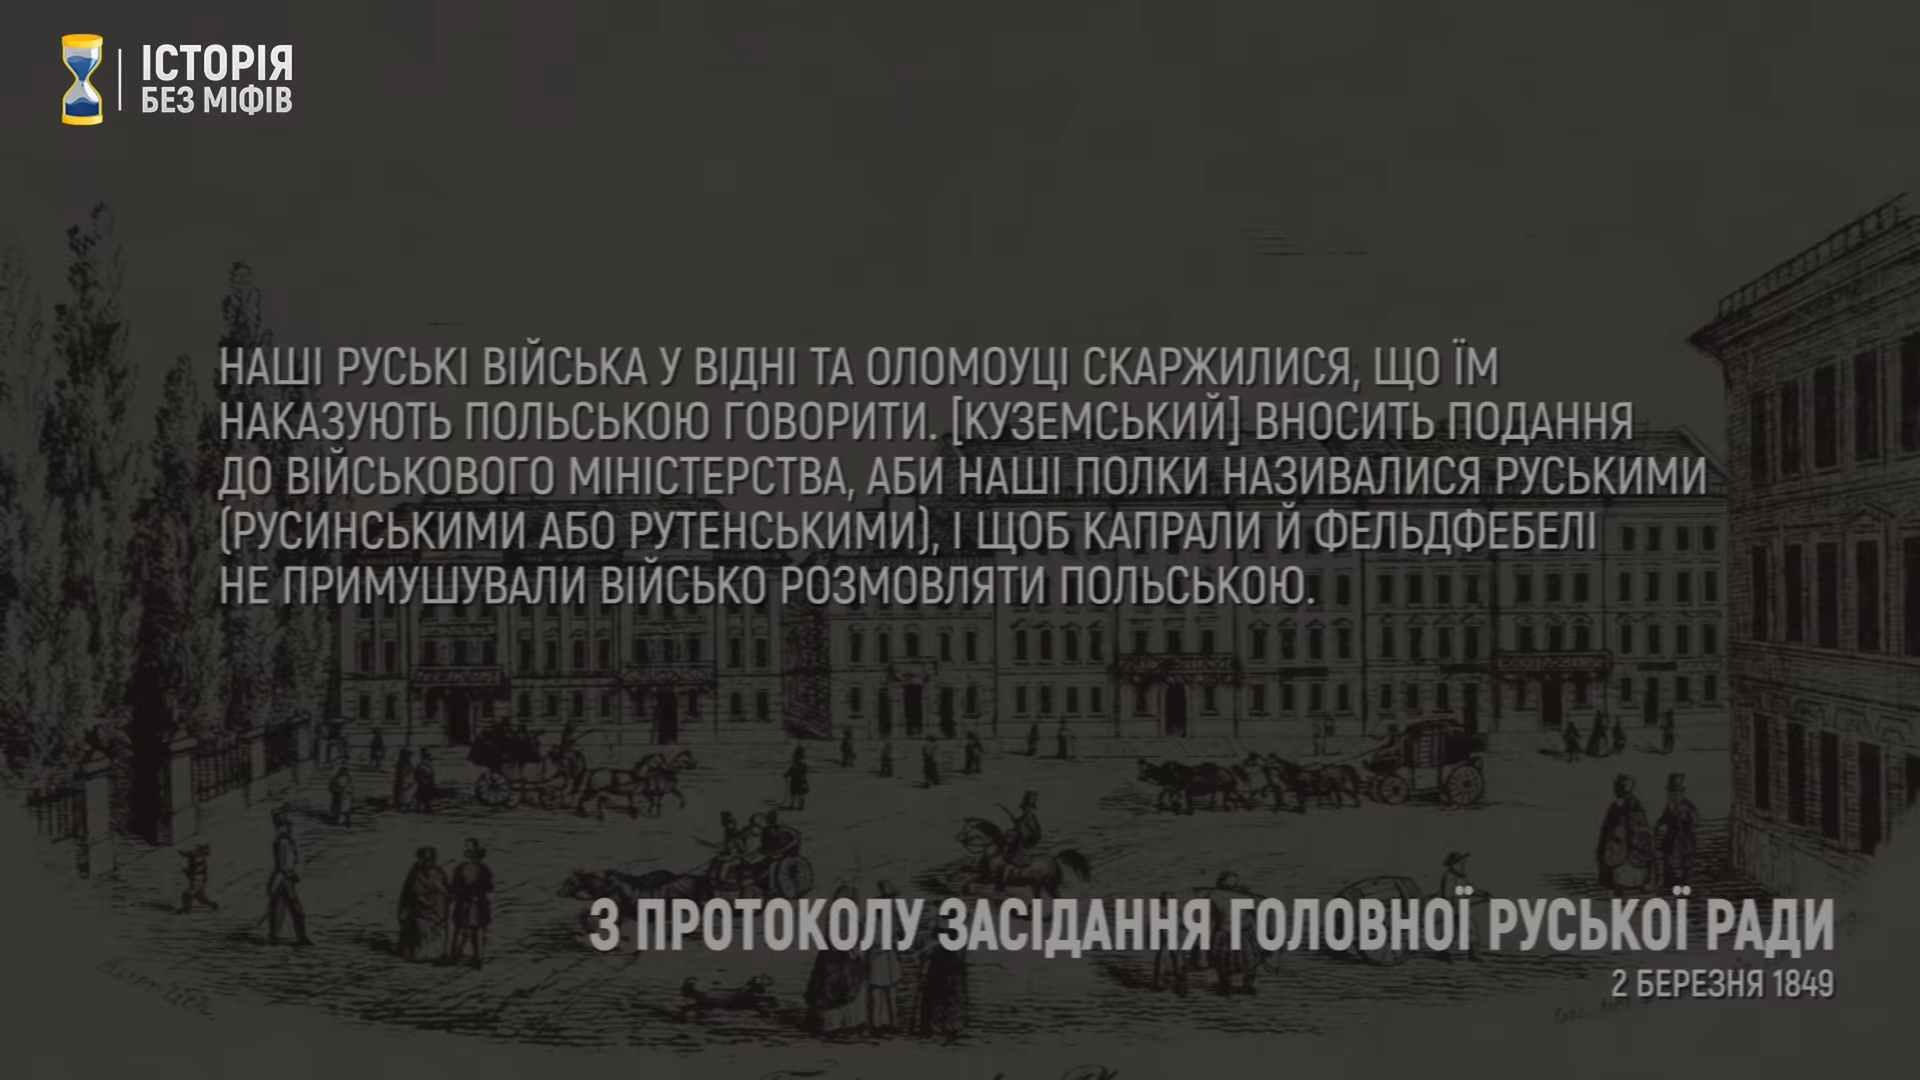 ІСТОРІЯ
БЕЗ МІФІВ
НАШІ РУСЬКІ ВІЙСЬКА У ВІДНІ ТА ОЛОМОУЦІ СКАРЖИЛИСЯ, ЩО ЇМ
НАКАЗУЮТЬ ПОЛЬСЬКОЮ ГОВОРИТИ. [КУЗЕМСЬКИЙ] ВНОСИТЬ ПОДАННЯ
ДО ВІЙСЬКОВОГО МІНІСТЕРСТВА, АБИ НАШІ ПОЛКИ НАЗИВАЛИСЯ РУСЬКИМИ
(РУСИНСЬКИМИ АБО РУТЕНСЬКИМИ), І ЩОБ КАПРАЛИ Й ФЕЛЬДФЕБЕЛІ
НЕ ПРИМУШУВАЛИ ВІЙСЬКО РОЗМОВЛЯТИ ПОЛЬСЬКОЮ.
З ПРОТОКОЛУ ЗАСІДАННЯ ГОЛОВНОЇ РУСЬКОЇ РАДИ
2 БЕРЕЗНЯ 1849